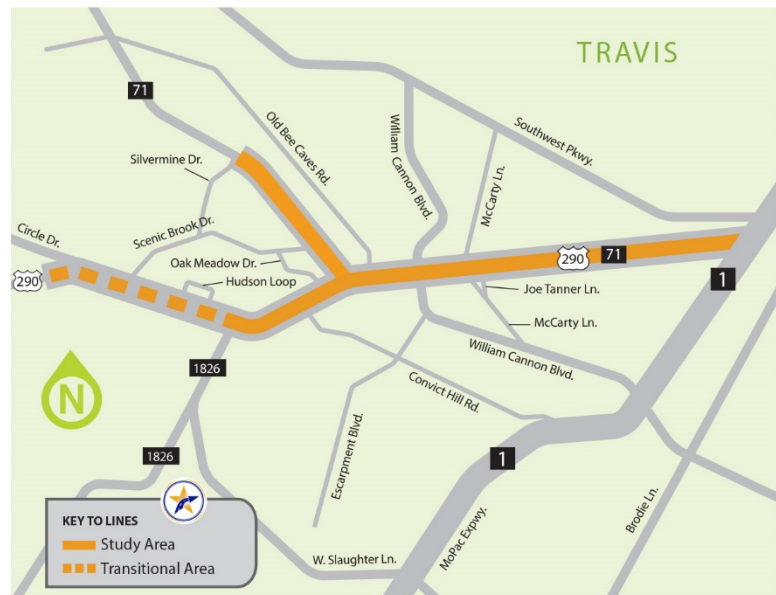 TRAVIS
71
Old Bee Caves Rd.
William Cannon Blvd.
Southwest Pkwy.
McCarty Ln.
Silvermine Dr.
Circle Dr.
Scenic Brook Dr.
Oak Meadow Dr.
Hudson Loop
290
290
71
1
Joe Tanner Ln.
McCarty Ln.
William Cannon Blvd.
1826
Convict Hill Rd.
N
Escarpment Blvd.
1826
1
Brodie Ln.
MoPac Expwy.
W. Slaughter Ln.
KEY TO LINES
Study Area
Transitional Area